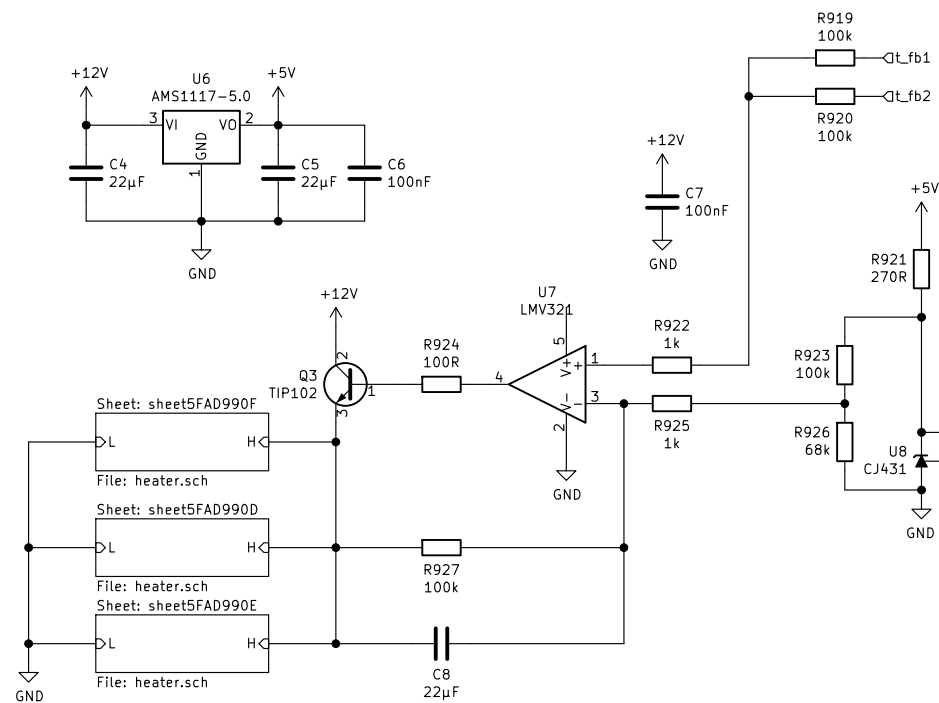 R919
100k
t_fb1
t_fb2
R920
100k
+12V
U6
AMS1117-5.0
+5V
3
VI
VO
2
GND
1
C4
22µF
C5
22µF
C6
100nF
GND
+12V
C7
100nF
GND
+5V
R921
270R
+12V
U7
LMV321
5
V+
+
1
R922
1k
R924
100R
4
V-
-
3
2
R925
1k
GND
R923
100k
R926
68k
U8
CJ431
GND
2
Q3
TIP102
1
3
Sheet: sheet5FAD990F
L
H
File: heater.sch
Sheet: sheet5FAD990D
L
H
File: heater.sch
R927
100k
Sheet: sheet5FAD990E
L
H
File: heater.sch
C8
22µF
GND